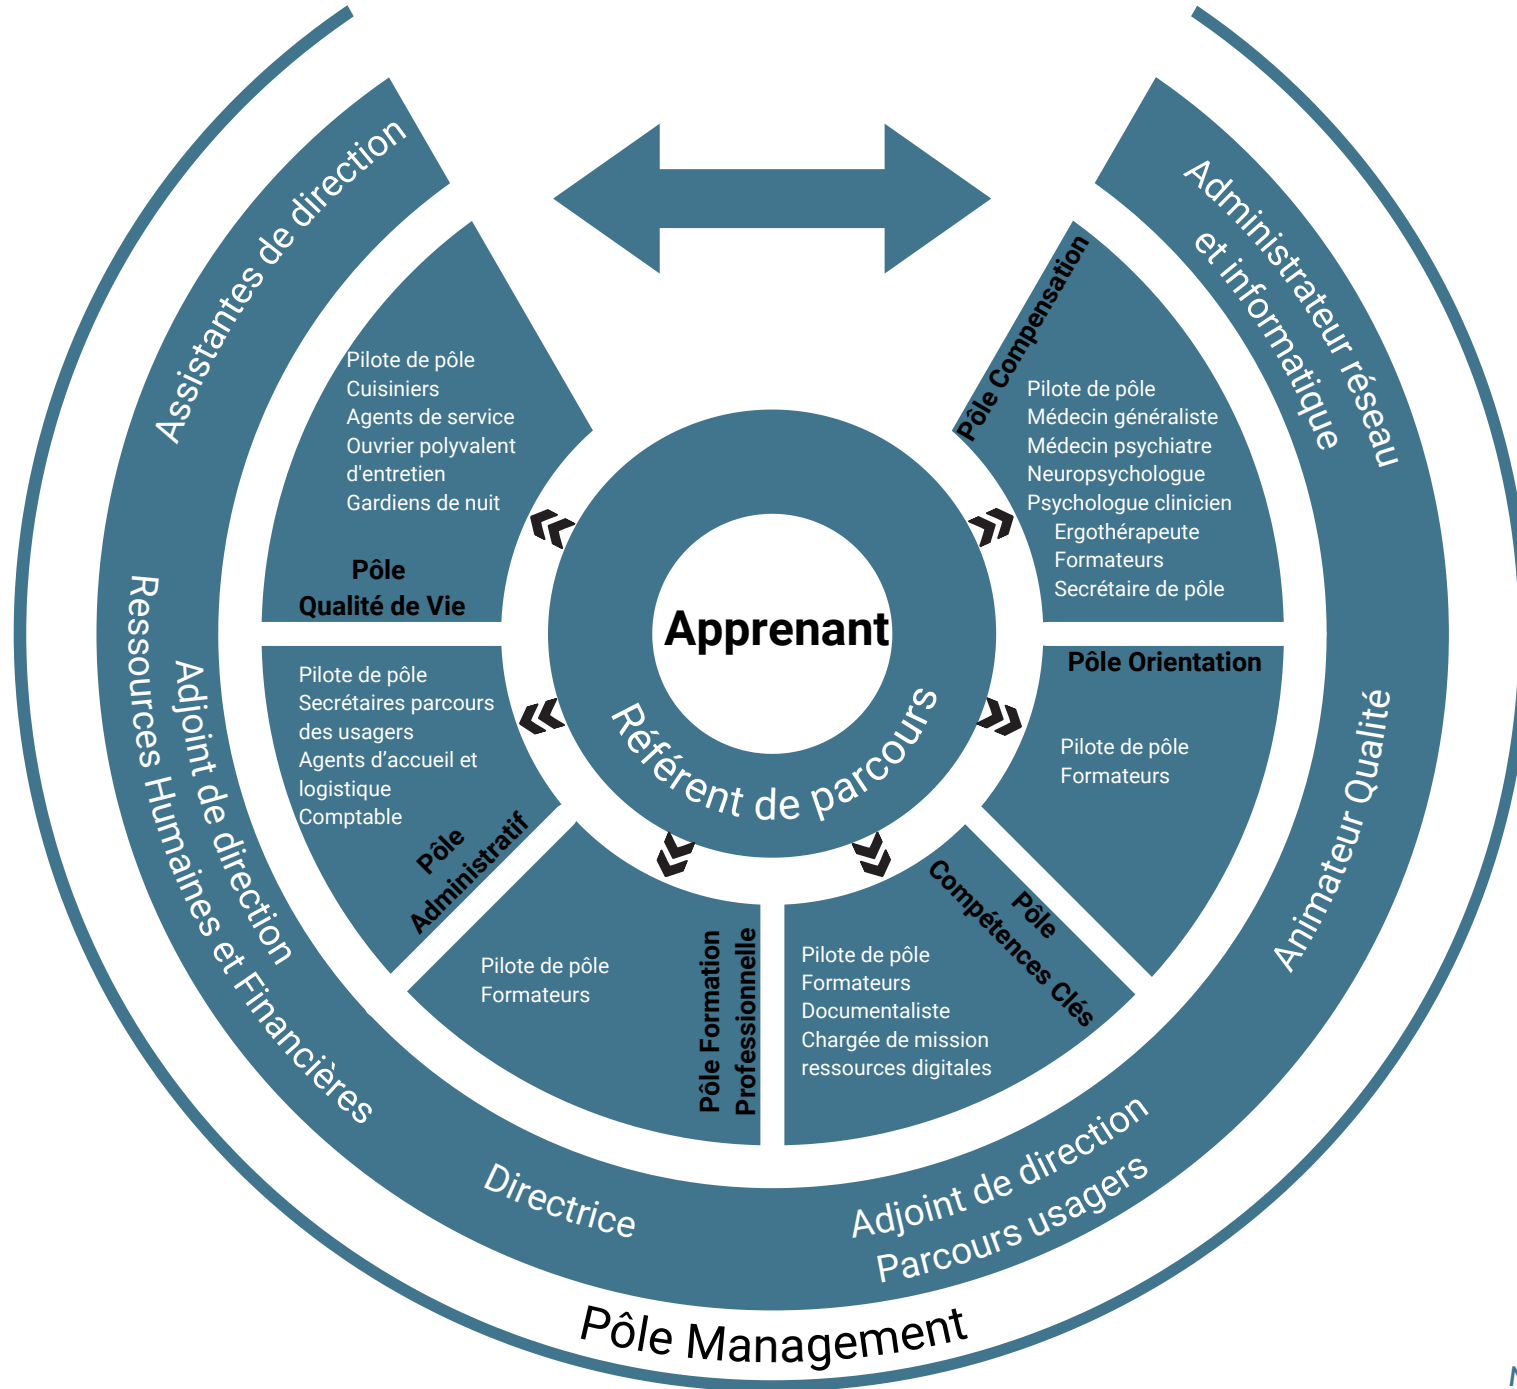 Assistantes de direction
Administrateur réseau
et informatique
Pôle Compensation
Pilote de pôle
Cuisiniers
Agents de service
Ouvrier polyvalent
d'entretien
Gardiens de nuit
Pôle
Qualité de Vie
Pilote de pôle
Médecin généraliste
Médecin psychiatre
Neuropsychologue
Psychologue clinicien
Ergothérapeute
Formateurs
Secrétaire de pôle
Apprenant
Référent de parcours
Pôle Orientation
Pilote de pôle
Formateurs
Pilote de pôle
Secrétaires parcours
des usagers
Agents d’accueil et
logistique
Comptable
Pôle
Administratif
Adjoint de direction
Ressources Humaines et Financières
Animateur Qualité
Pilote de pôle
Formateurs
Pôle Formation
Professionnelle
Pôle
Compétences Clés
Pilote de pôle
Formateurs
Documentaliste
Chargée de mission
ressources digitales
Directrice
Adjoint de direction
Parcours usagers
Pôle Management